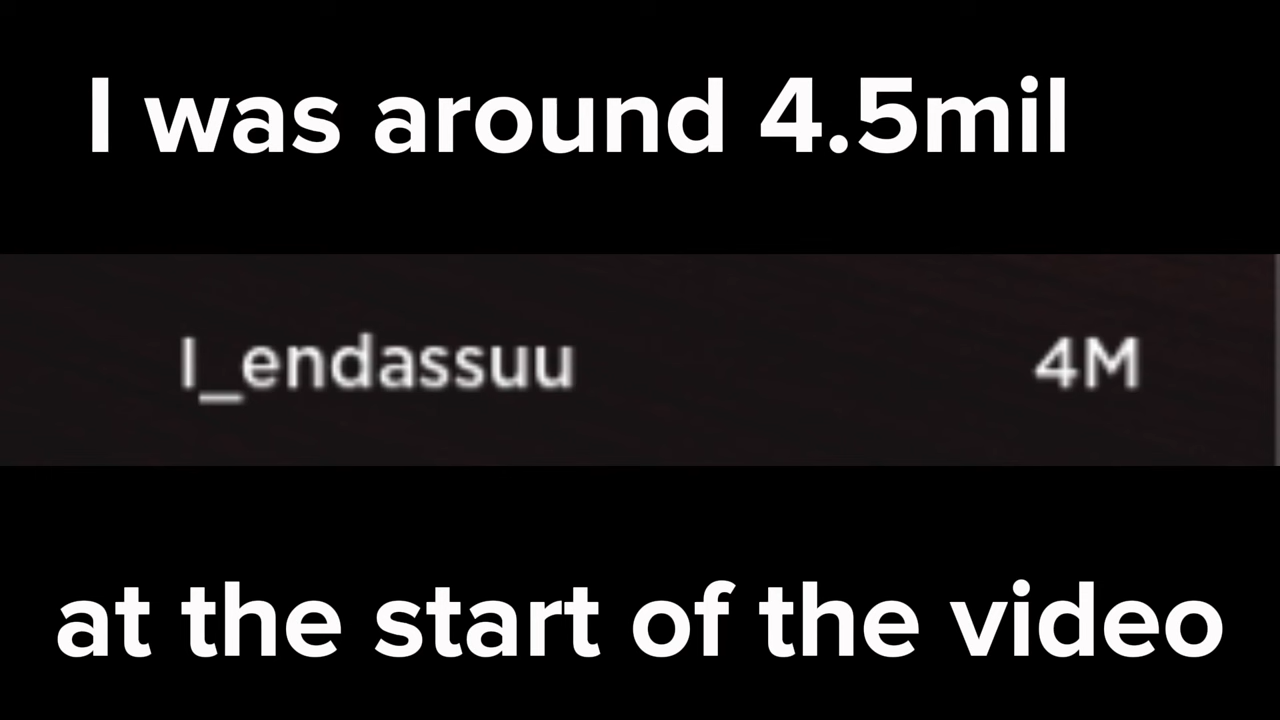 I was around 4.5mil
I_endassuu 4M
at the start of the video